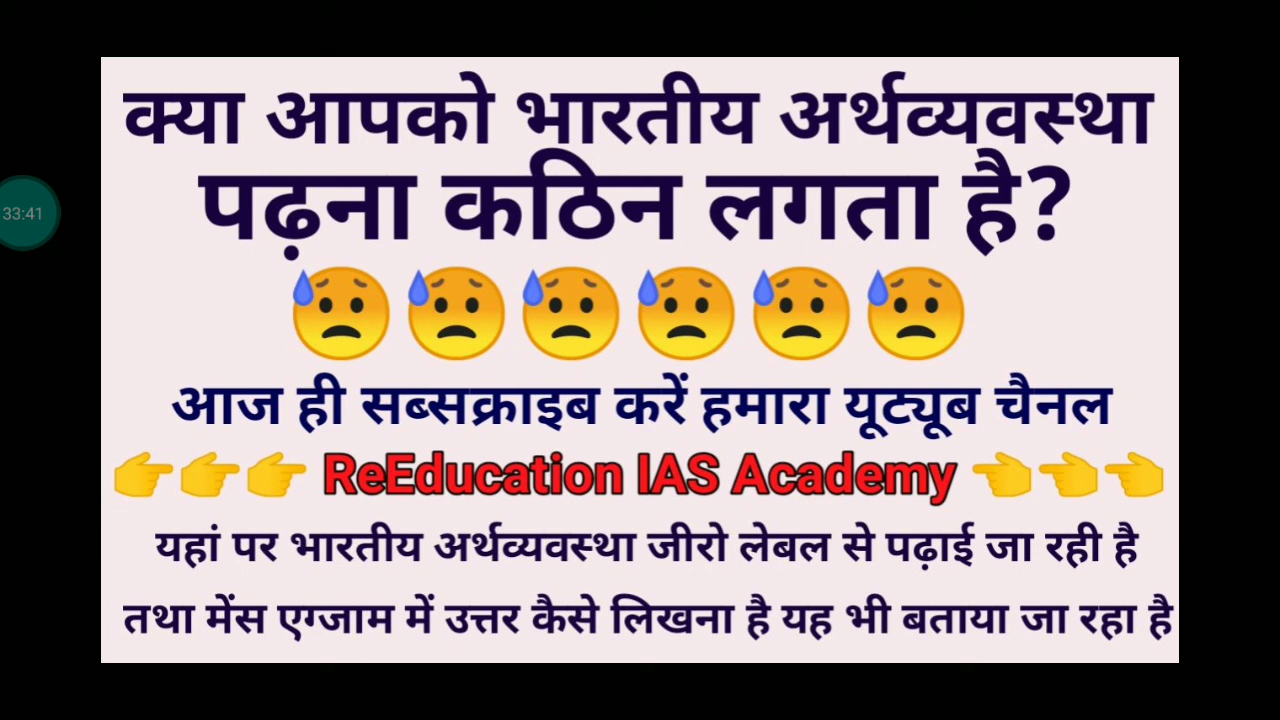 33:41
क्या आपको भारतीय अर्थव्यवस्था
पढ़ना कठिन लगता है?
😰😰😰😰😰😰
आज ही सब्सक्राइब करें हमारा यूट्यूब चैनल
👉👉👉 ReEducation IAS Academy 👈👈👈
यहां पर भारतीय अर्थव्यवस्था जीरो लेबल से पढ़ाई जा रही है
तथा मेंस एग्जाम में उत्तर कैसे लिखना है यह भी बताया जा रहा है